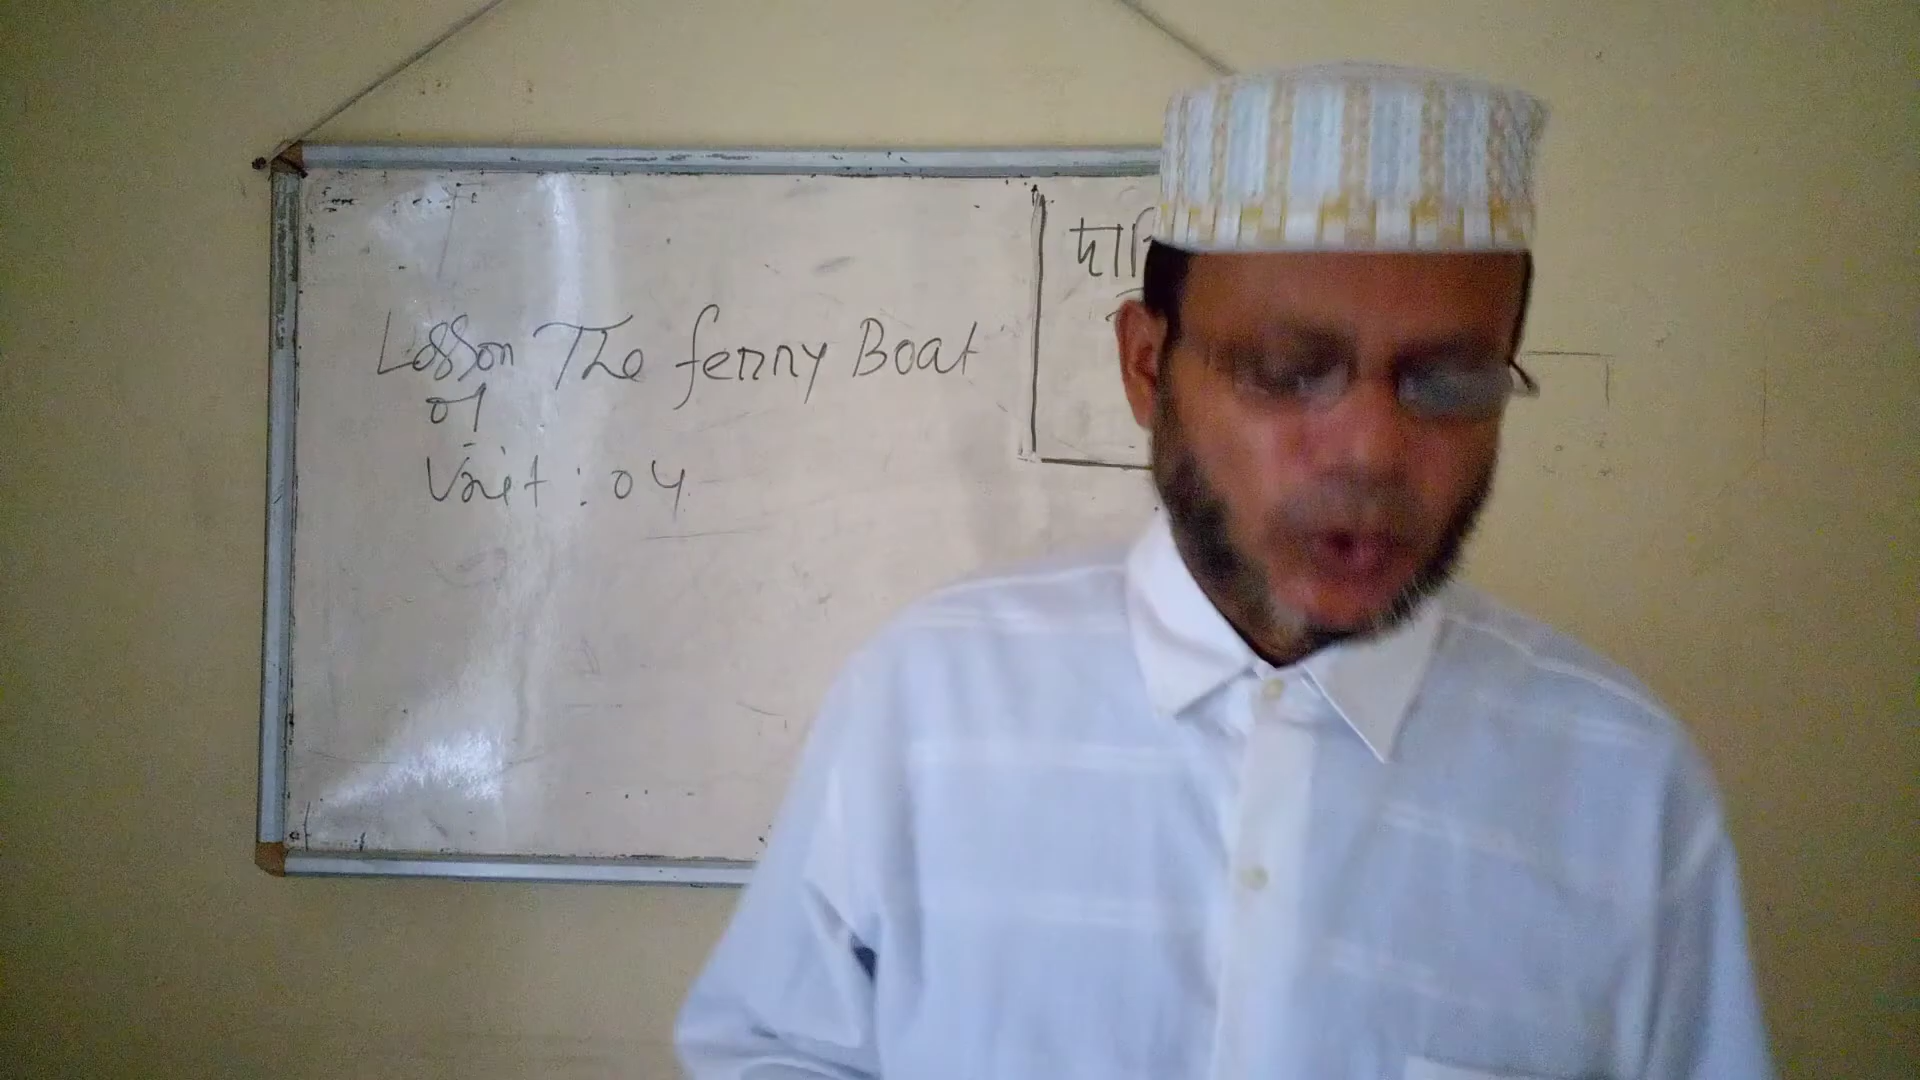 Lesson The ferry Boat
01
Unit : 04
দাখি